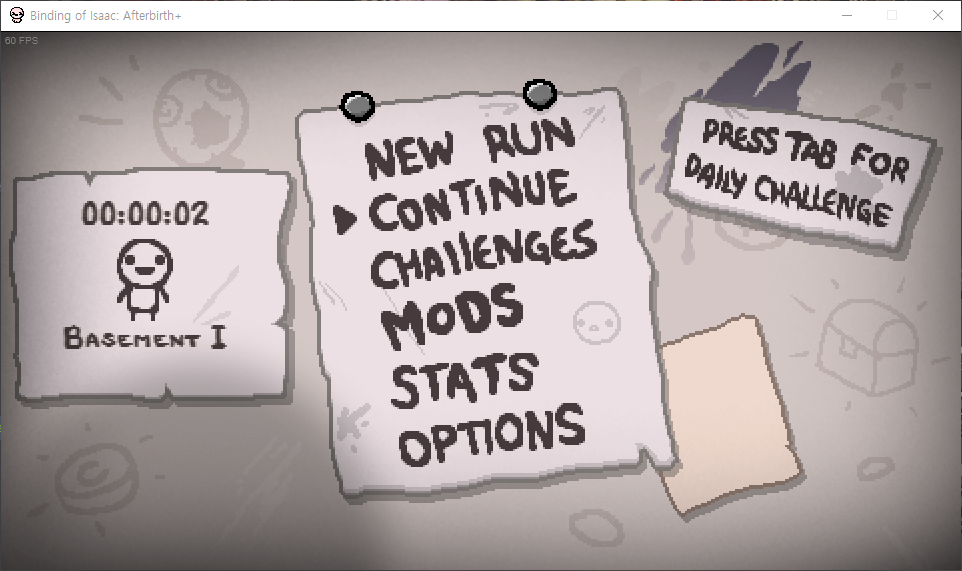 Binding of Isaac: Afterbirth+
60 FPS
NEW RUN
CONTINUE
CHAllENGES
MODS
STATS
OPTIONS
00:00:02
BASEMENT I
PRESS TAB FOR
DAILY CHALLENGE